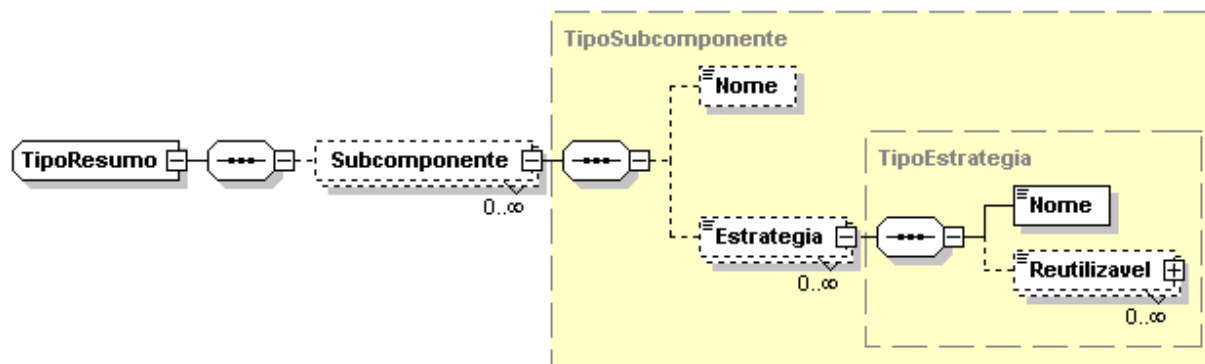 TipoSubcomponente
Nome
TipoResumo
Subcomponente
0..∞
TipoEstrategia
Nome
Estrategia
0..∞
Reutilizavel
0..∞